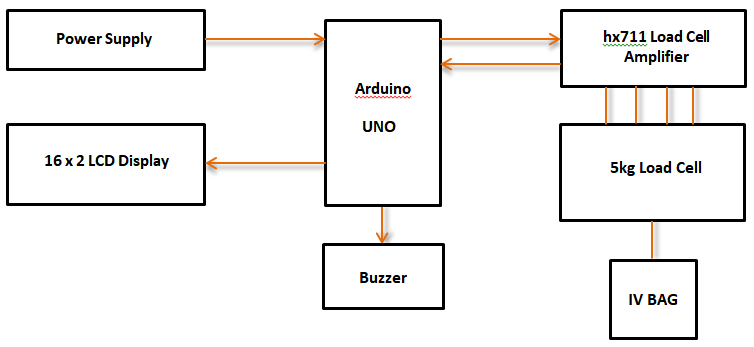 Power Supply
hx711 Load Cell
Amplifier
Arduino
UNO
16 x 2 LCD Display
5kg Load Cell
Buzzer
IV BAG